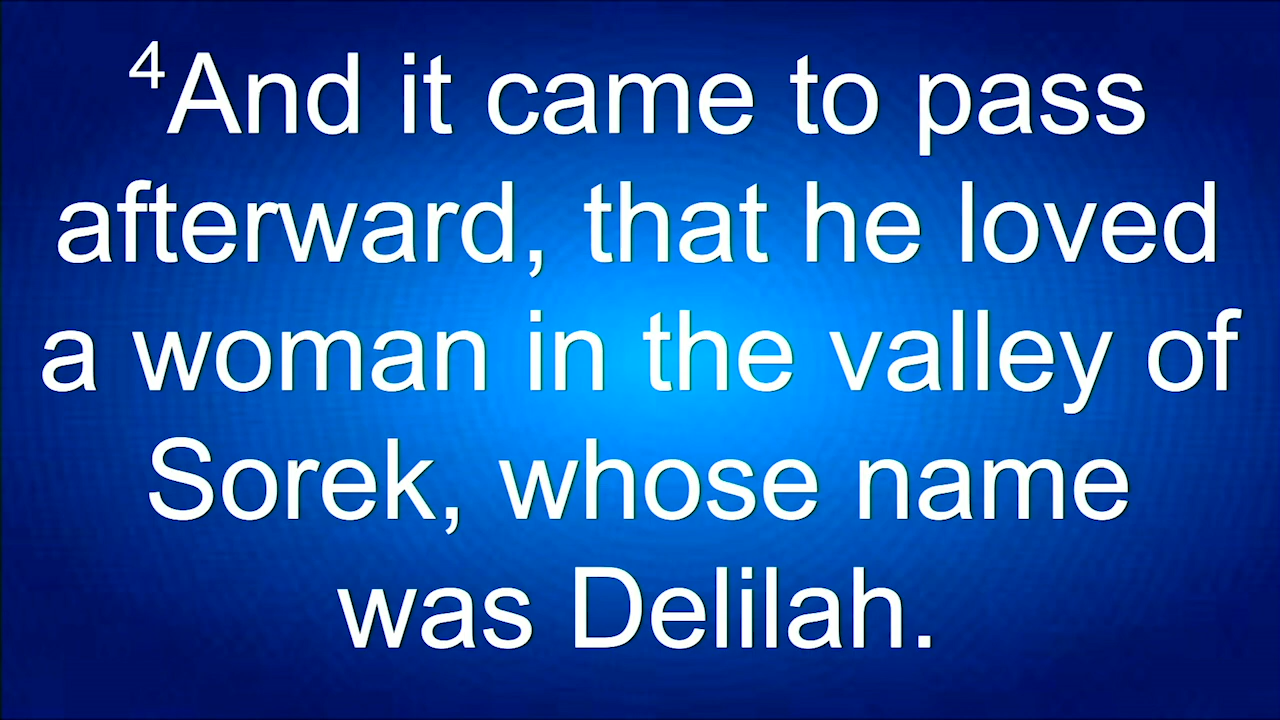 ⁴And it came to pass
afterward, that he loved
a woman in the valley of
Sorek, whose name
was Delilah.